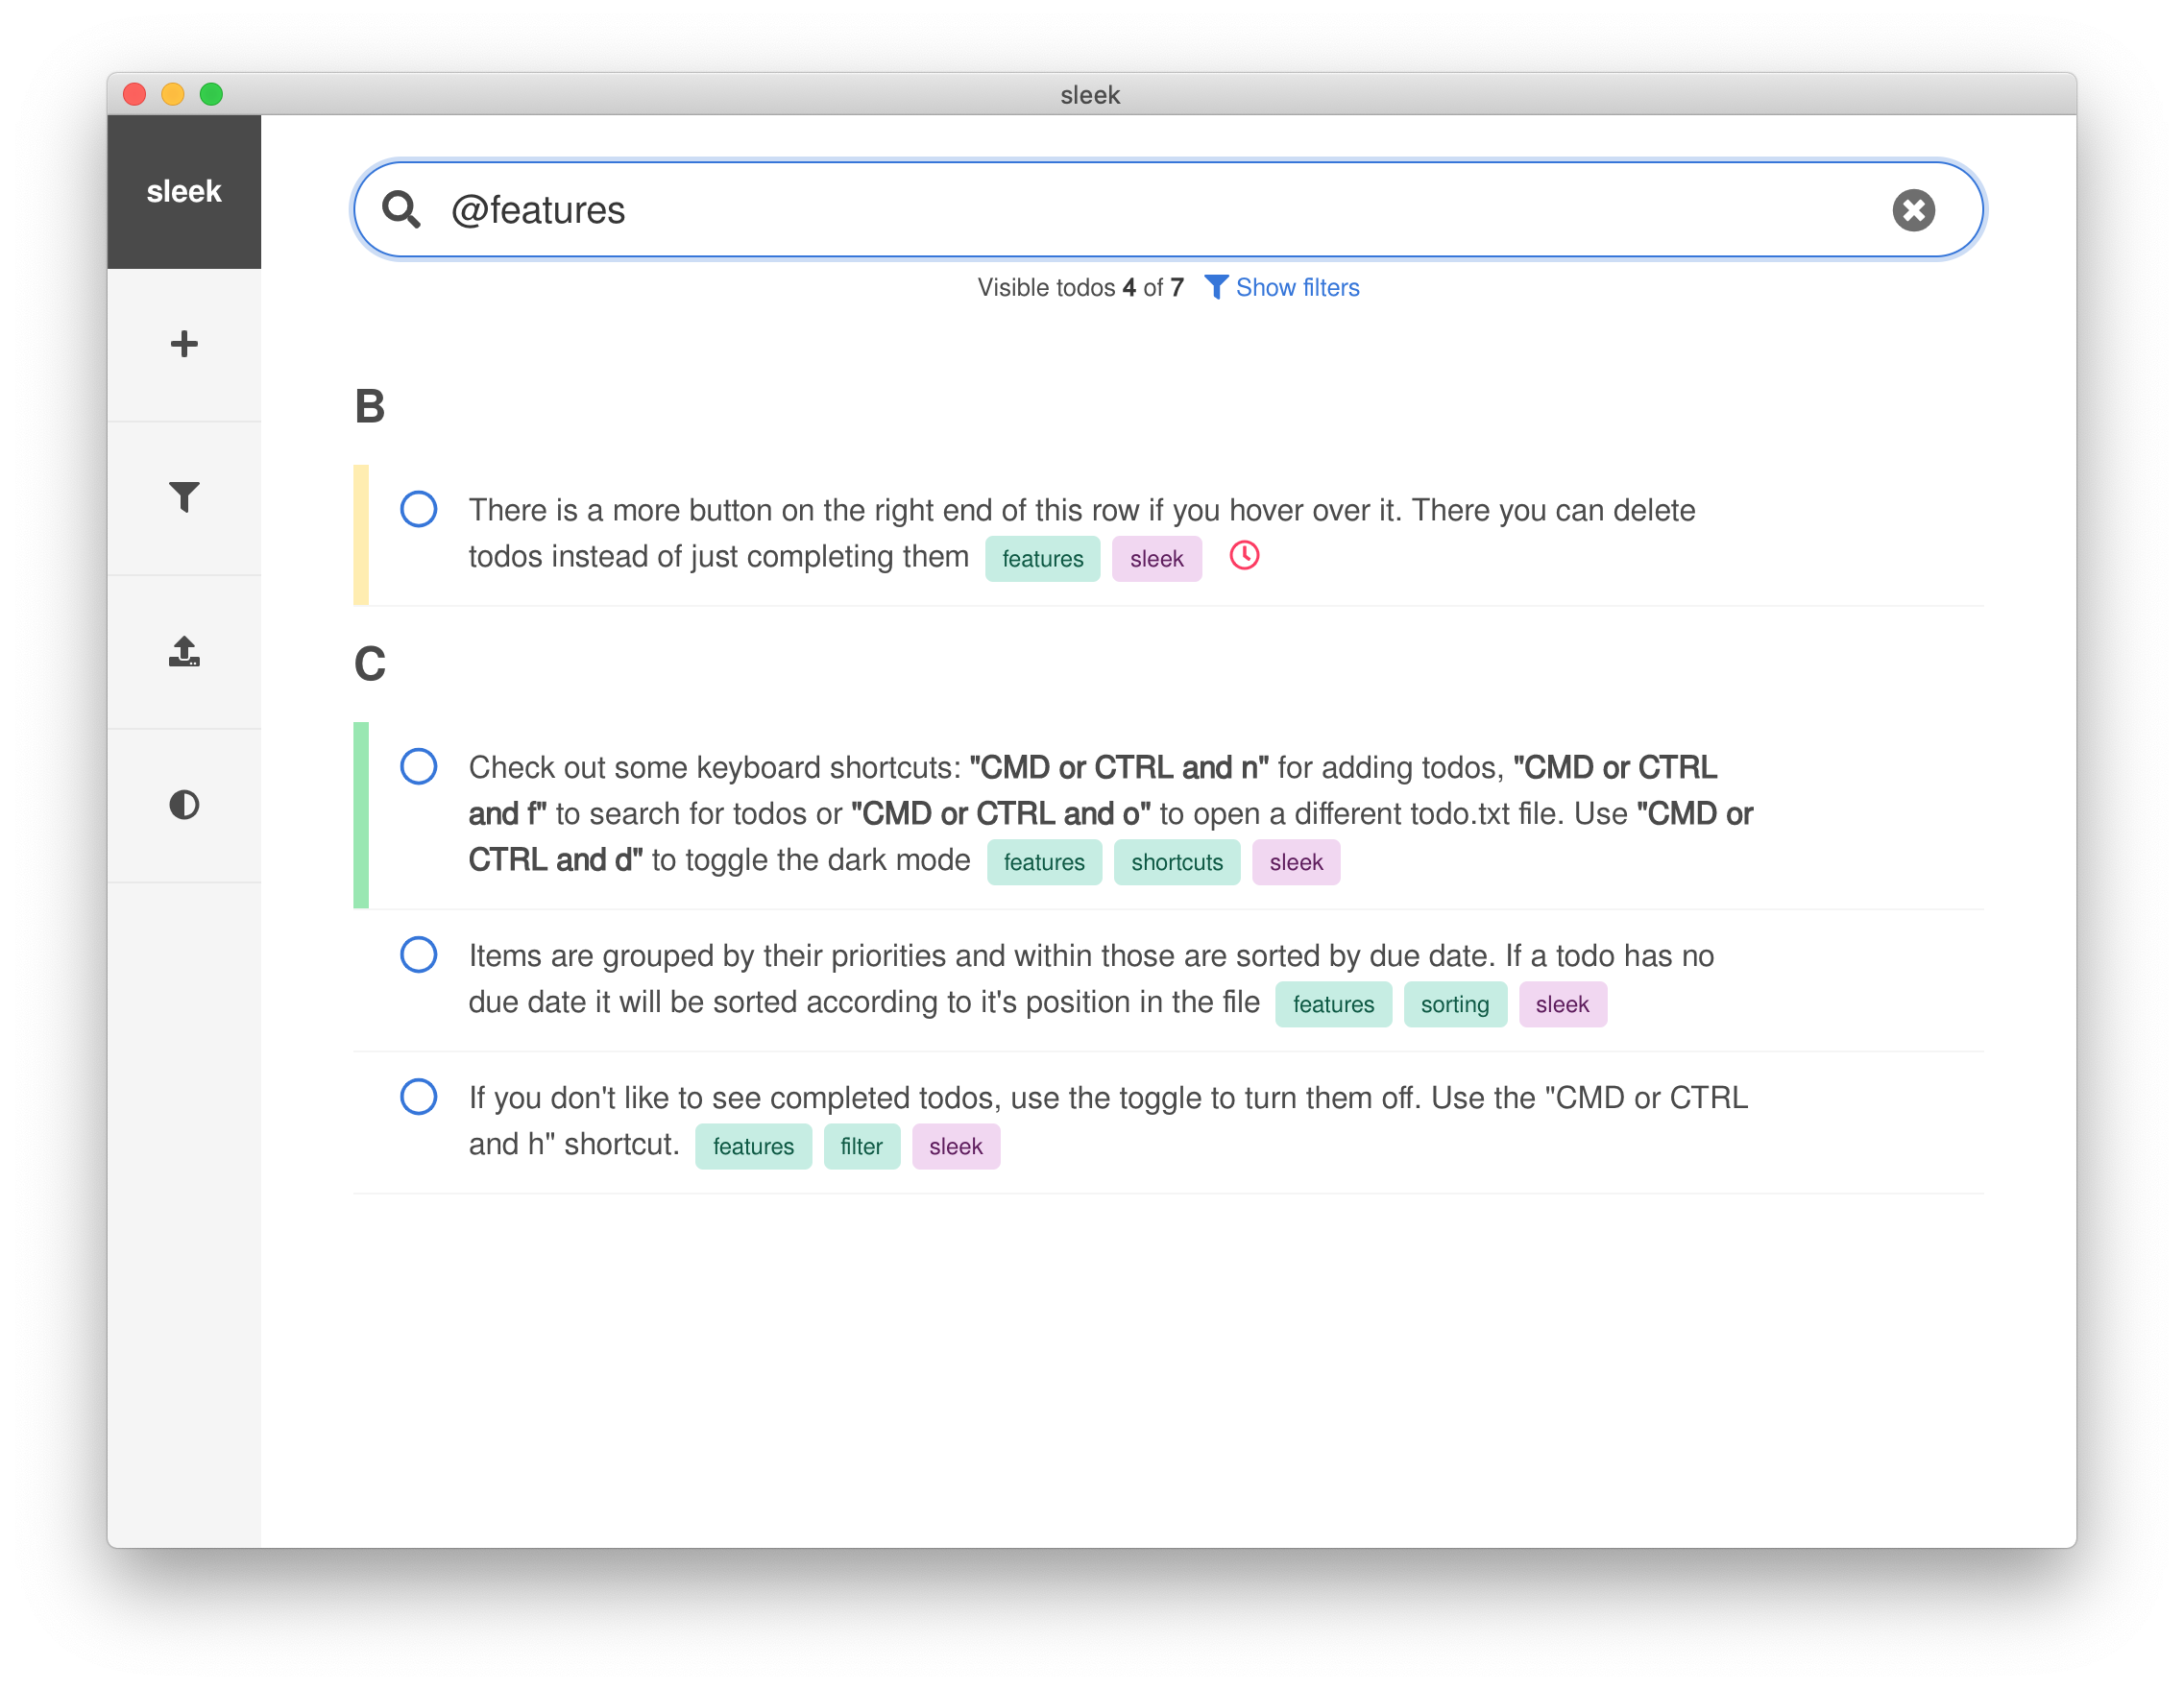 sleek
sleek
@features
Visible todos 4 of 7 Show filters
B
There is a more button on the right end of this row if you hover over it. There you can delete
todos instead of just completing them features sleek
C
Check out some keyboard shortcuts: "CMD or CTRL and n" for adding todos, "CMD or CTRL
and f" to search for todos or "CMD or CTRL and o" to open a different todo.txt file. Use "CMD or
CTRL and d" to toggle the dark mode features shortcuts sleek
Items are grouped by their priorities and within those are sorted by due date. If a todo has no
due date it will be sorted according to it's position in the file features sorting sleek
If you don't like to see completed todos, use the toggle to turn them off. Use the "CMD or CTRL
and h" shortcut. features filter sleek